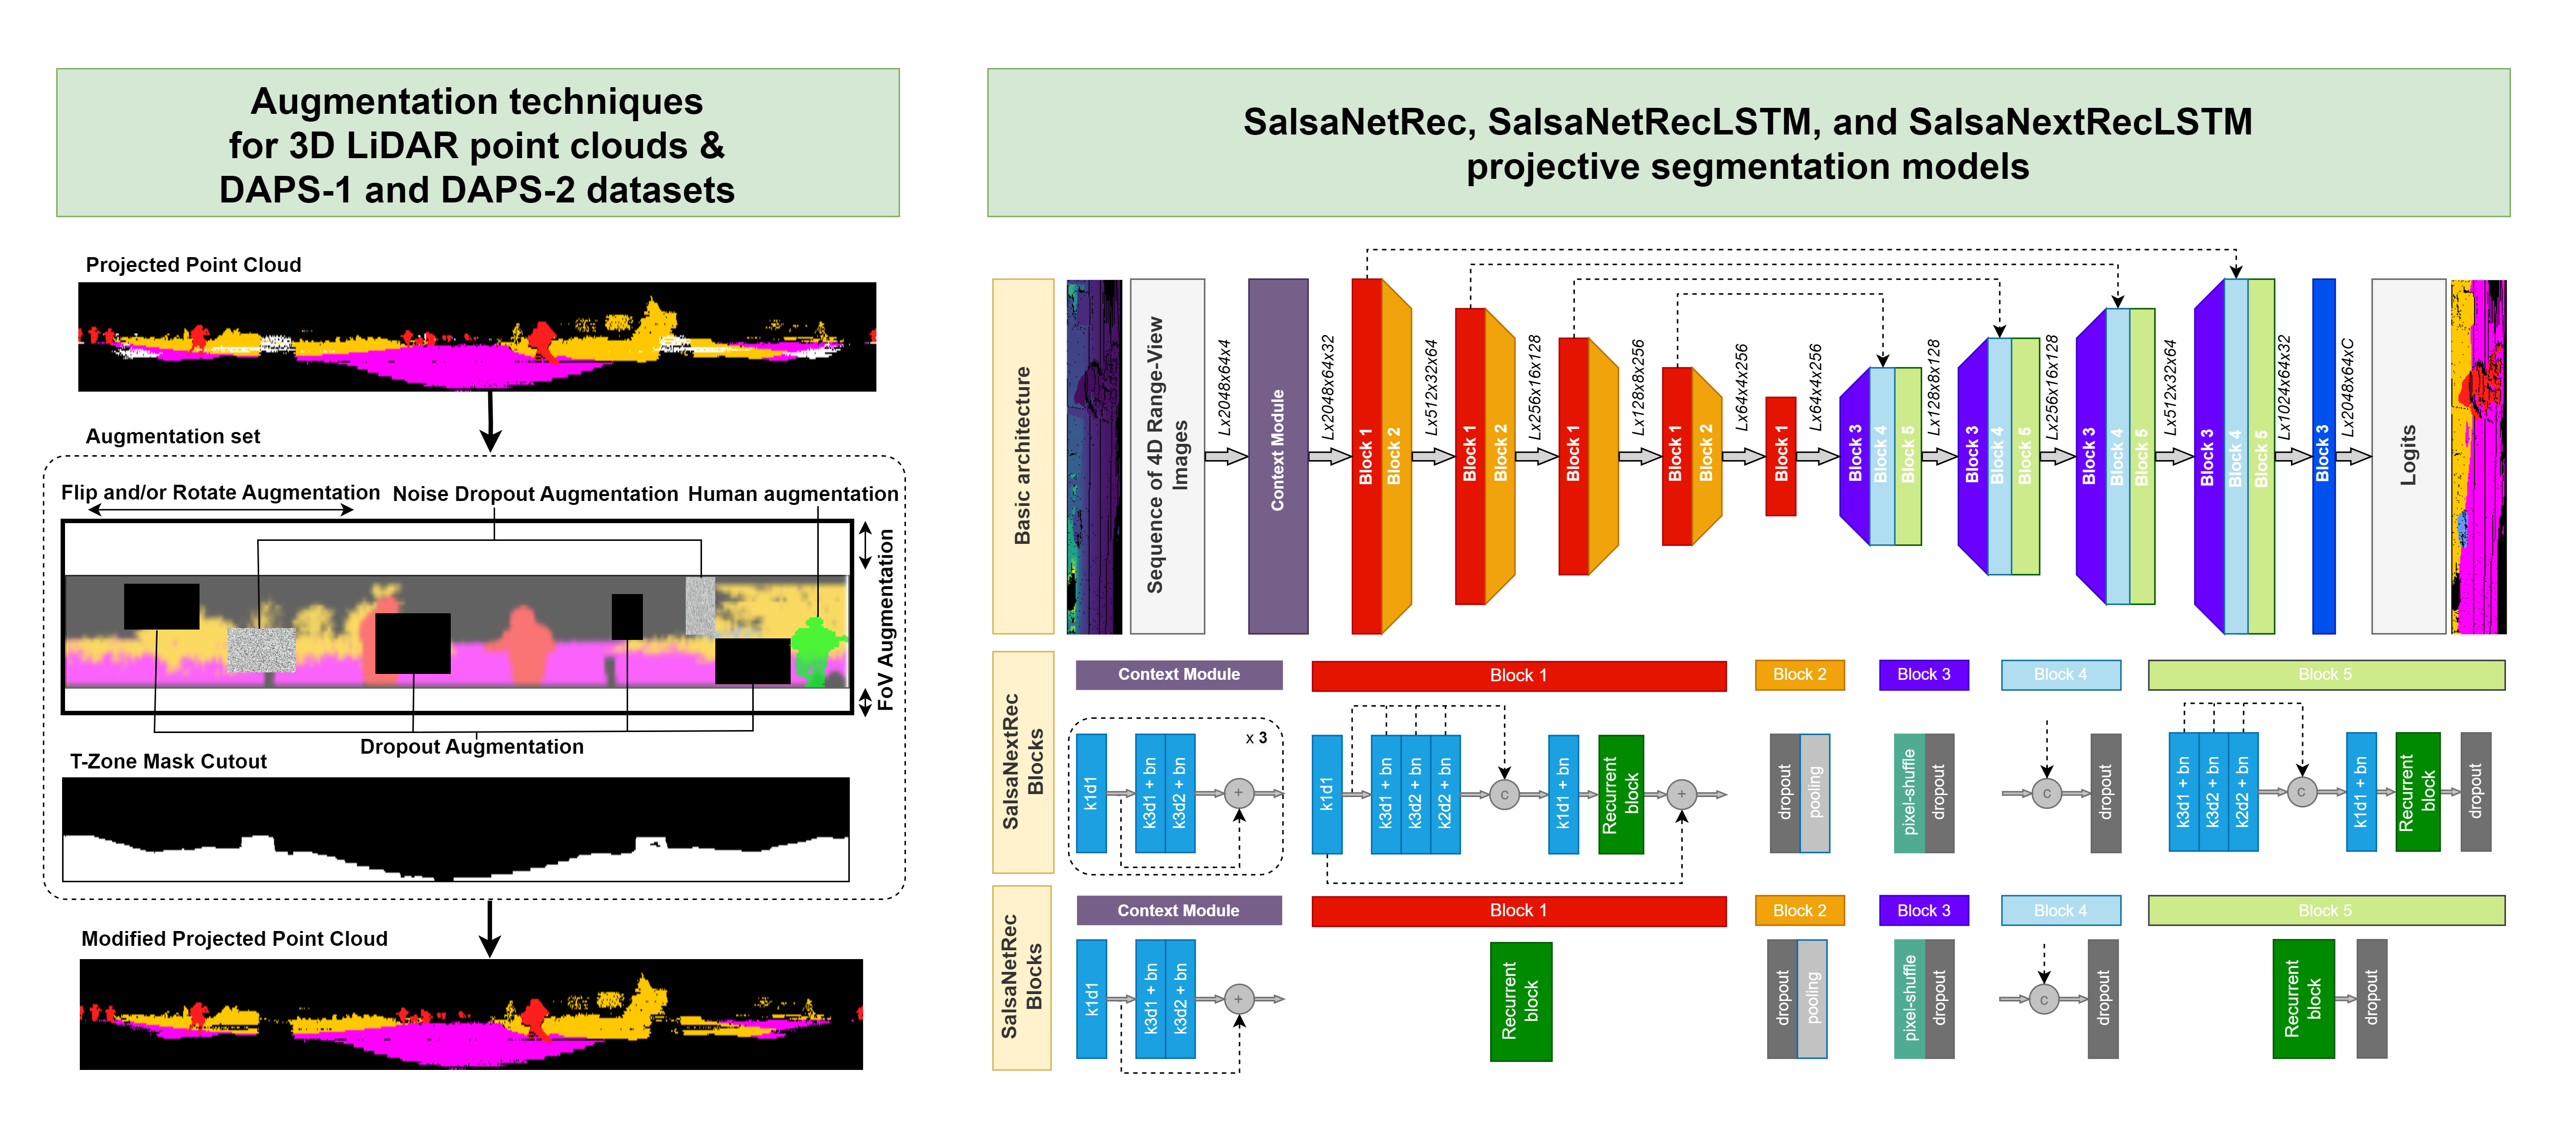 Augmentation techniques
for 3D LiDAR point clouds &
DAPS-1 and DAPS-2 datasets
Projected Point Cloud
Augmentation set
Flip and/or Rotate Augmentation
Noise Dropout Augmentation
Human augmentation
FoV Augmentation
Dropout Augmentation
T-Zone Mask Cutout
Modified Projected Point Cloud
SalsaNetRec, SalsaNetRecLSTM, and SalsaNextRecLSTM
projective segmentation models
Basic architecture
Sequence of 4D Range-View
Images
Lx2048x64x4
Context Module
Lx2048x64x32
Block 1
Block 2
Lx512x32x64
Block 1
Block 2
Lx256x16x128
Block 1
Lx128x8x256
Block 1
Block 2
Lx64x4x256
Block 1
Lx64x4x256
Block 3
Block 4
Block 5
Lx128x8x128
Block 3
Block 4
Block 5
Lx256x16x128
Block 3
Block 4
Block 5
Lx512x32x64
Block 3
Block 4
Block 5
Lx1024x64x32
Block 3
Lx2048x64xC
Logits
SalsaNextRec
Blocks
Context Module
Block 1
Block 2
Block 3
Block 4
Block 5
k1d1
k3d1 + bn
k3d2 + bn
+
x 3
k1d1
k3d1 + bn
k3d2 + bn
k2d2 + bn
c
k1d1 + bn
Recurrent
block
+
dropout
pooling
pixel-shuffle
dropout
c
dropout
k3d1 + bn
k3d2 + bn
k2d2 + bn
c
k1d1 + bn
Recurrent
block
dropout
SalsaNetRec
Blocks
Context Module
Block 1
Block 2
Block 3
Block 4
Block 5
k1d1
k3d1 + bn
k3d2 + bn
+
Recurrent
block
dropout
pooling
pixel-shuffle
dropout
c
dropout
Recurrent
block
dropout